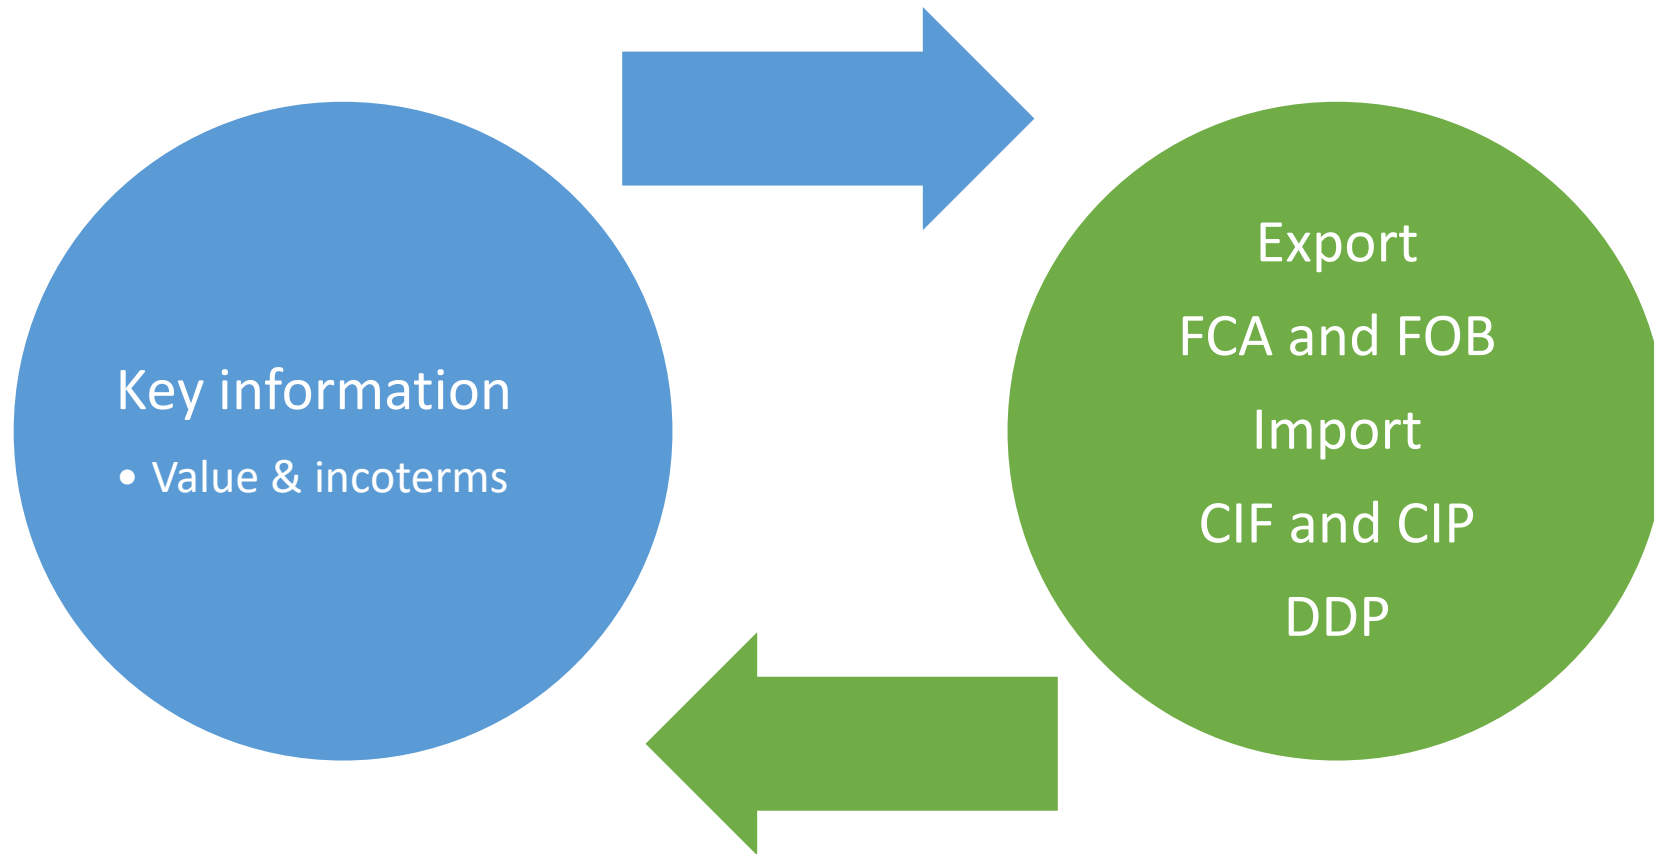 Key information
• Value & incoterms
Export
FCA and FOB
Import
CIF and CIP
DDP